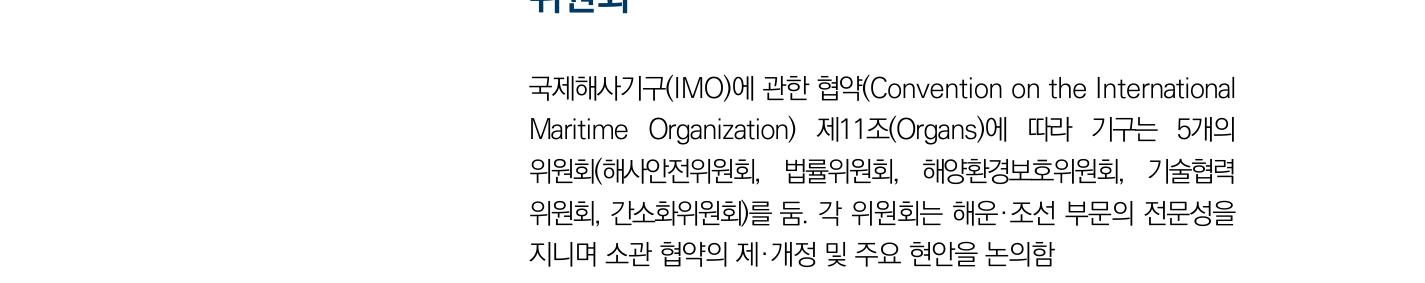 위원회
국제해사기구(IMO)에 관한 협약(Convention on the International
Maritime Organization) 제11조(Organs)에 따라 기구는 5개의
위원회(해사안전위원회, 법률위원회, 해양환경보호위원회, 기술협력
위원회, 간소화위원회)를 둠. 각 위원회는 해운·조선 부문의 전문성을
지니며 소관 협약의 제·개정 및 주요 현안을 논의함